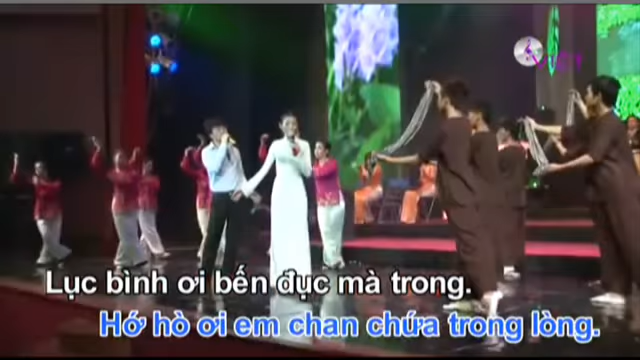 Lục bình ơi bến đục mà trong.
Hớ hò ơi em chan chứa trong lòng.